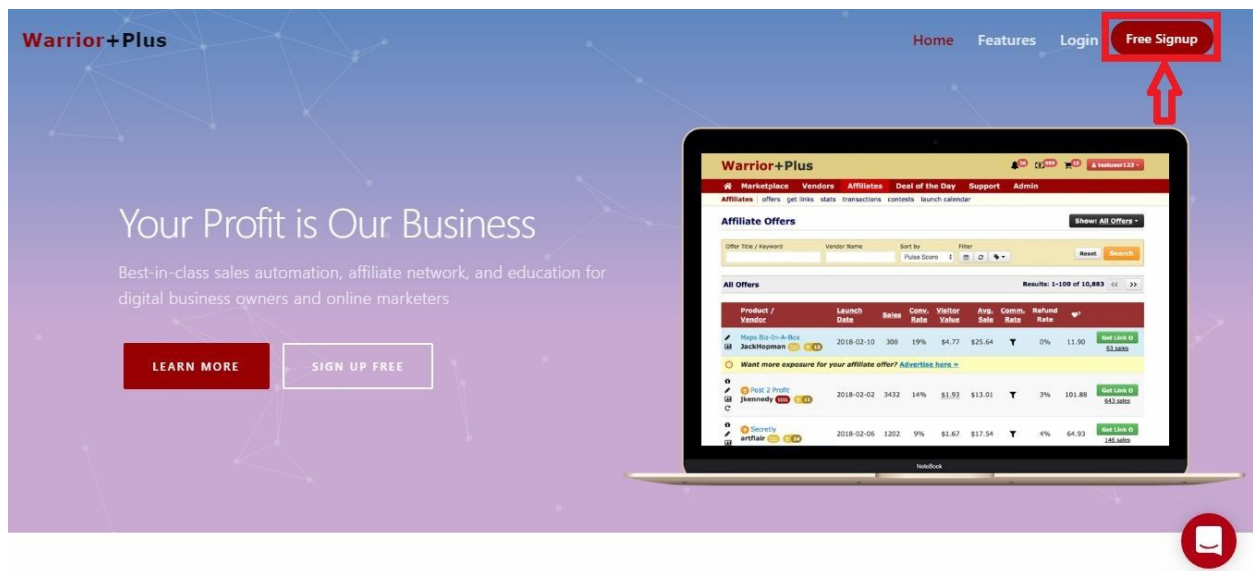 Warrior+Plus
Home Features Login Free Signup
Your Profit is Our Business
Best-in-class sales automation, affiliate network, and education for
digital business owners and online marketers
LEARN MORE SIGN UP FREE
Warrior+Plus testuser123
Marketplace Vendors Affiliates Deal of the Day Support Admin
Affiliates offers get links stats transactions contests launch calendar
Affiliate Offers Show: All Offers
Offer Title / Keyword Vendor Name Sort by Filter
Pulse Score Reset Search
All Offers Results: 1-100 of 10,883 << >>
Product / Launch Sales Conv. Visitor Avg. Comm. Refund
Vendor Date Rate Value Sale Rate Rate
Maps Biz-In-A-Box
JackHopman 2018-02-10 308 19% $4.77 $25.64 0% 11.90 Get Link
63 sales
Want more exposure for your affiliate offer? Advertise here »
Post 2 Profit
Jkennedy 2018-02-02 3432 14% $1.93 $13.01 3% 101.88 Get Link
643 sales
Secretly
artflair 2018-02-06 1202 9% $1.67 $17.54 4% 64.93 Get Link
146 sales
NoteBook